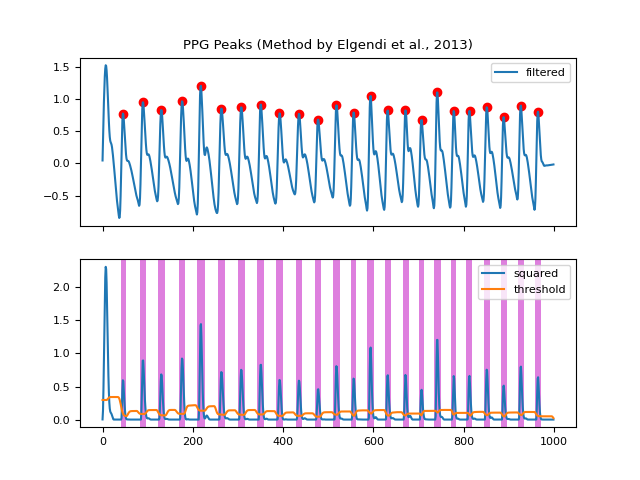 PPG Peaks (Method by Elgendi et al., 2013)
1.5
1.0
0.5
0.0
−0.5
filtered
2.0
1.5
1.0
0.5
0.0
squared
threshold
0 200 400 600 800 1000